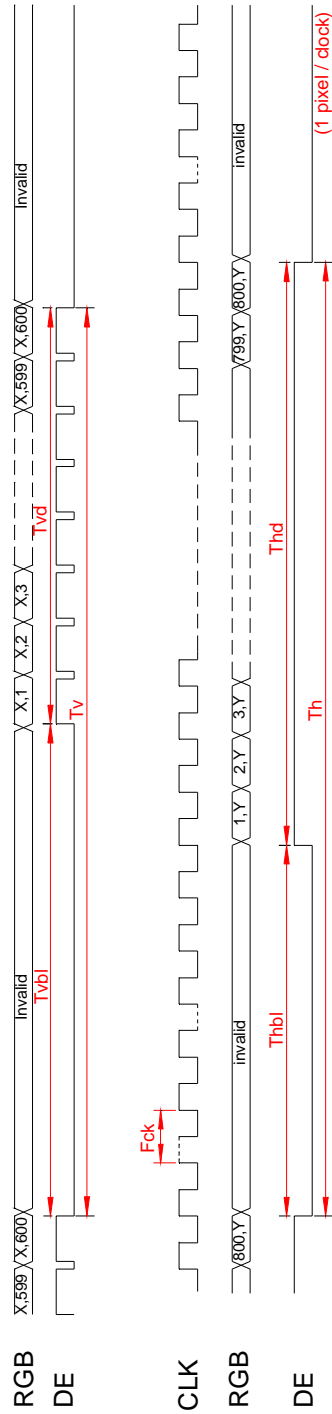 RGB X,599 X,600 Invalid X,1 X,2 X,3 X,599 X,600 Invalid
DE
Tvbl Tvd
Tv
Fck
CLK
RGB 800,Y invalid 1,Y 2,Y 3,Y 799,Y 800,Y invalid
Thbl Thd
DE
Th
(1 pixel / clock)